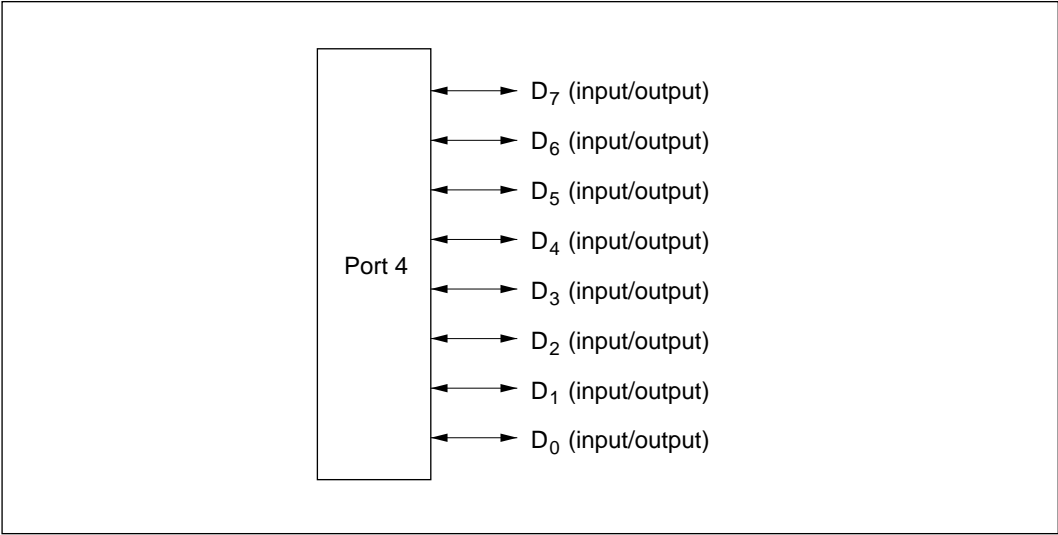 D7 (input/output)
D6 (input/output)
D5 (input/output)
D4 (input/output)
Port 4
D3 (input/output)
D2 (input/output)
D1 (input/output)
D0 (input/output)